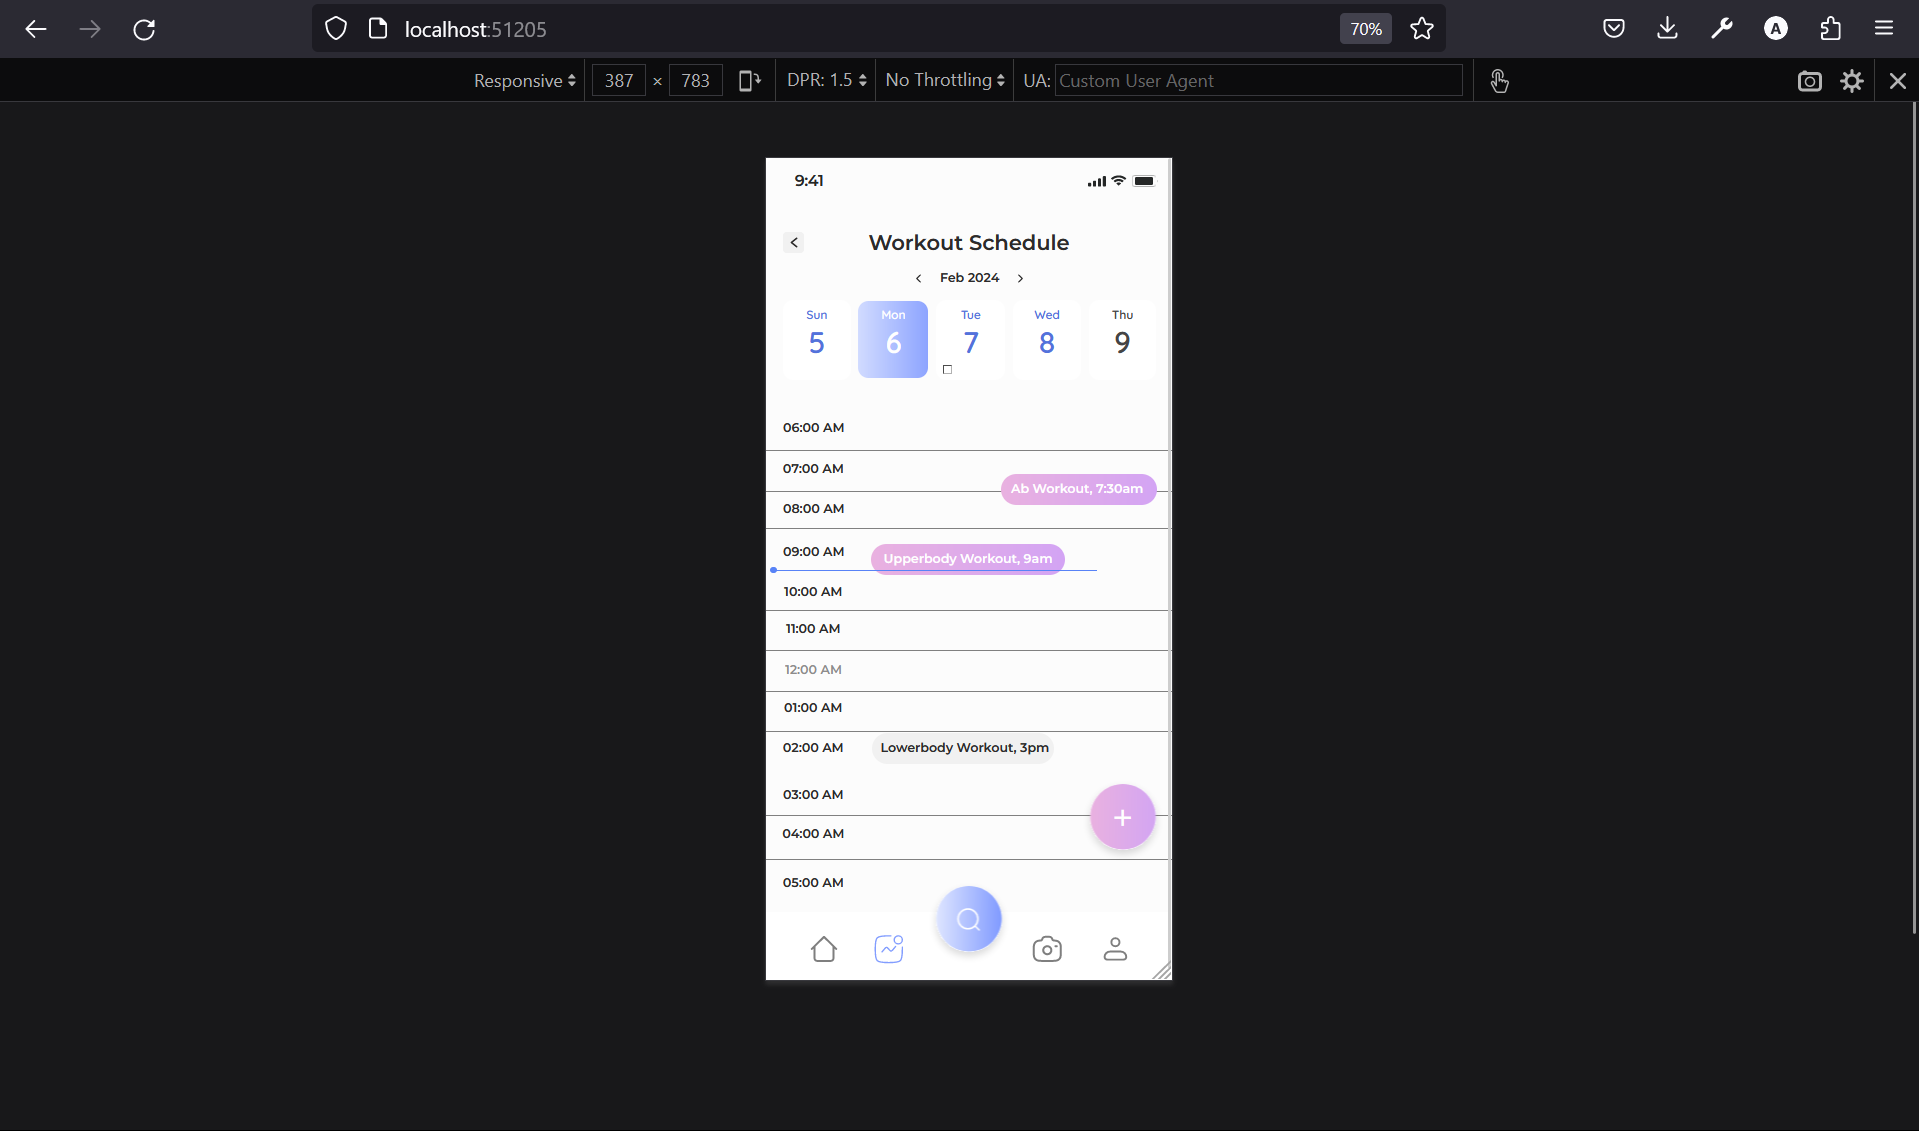 localhost:51205
70%
A
Responsive 387 × 783 DPR: 1.5 No Throttling UA: Custom User Agent
9:41
Workout Schedule
Feb 2024
Sun Mon Tue Wed Thu
5 6 7 8 9
06:00 AM
07:00 AM
Ab Workout, 7:30am
08:00 AM
09:00 AM
Upperbody Workout, 9am
10:00 AM
11:00 AM
12:00 AM
01:00 AM
02:00 AM Lowerbody Workout, 3pm
03:00 AM
04:00 AM
05:00 AM